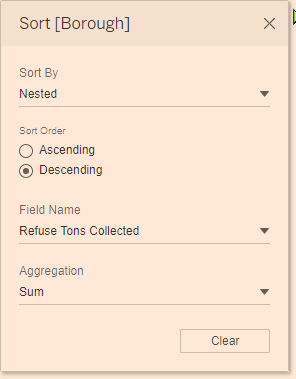 Sort [Borough]
Sort By
Nested
Sort Order
Ascending
Descending
Field Name
Refuse Tons Collected
Aggregation
Sum
Clear